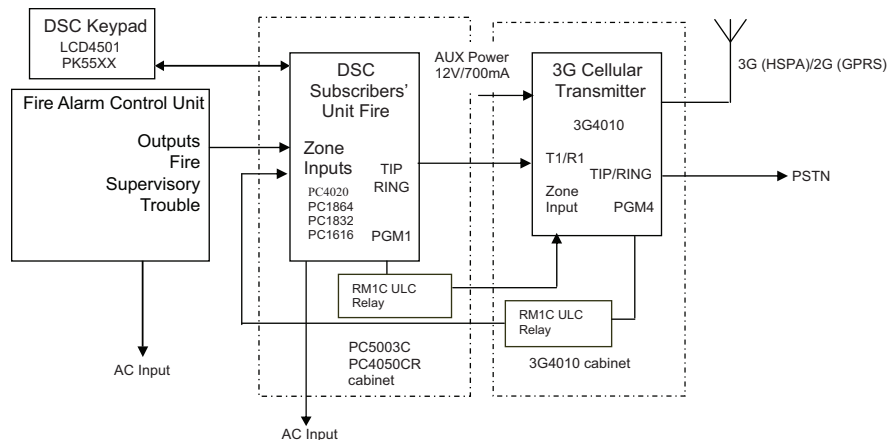 DSC Keypad
LCD4501
PK55XX
Fire Alarm Control Unit
Outputs
Fire
Supervisory
Trouble
AC Input
DSC
Subscribers'
Unit Fire
Zone
Inputs
PC4020
PC1864
PC1832
PC1616
TIP
RING
PGM1
RM1C ULC
Relay
PC5003C
PC4050CR
cabinet
AC Input
AUX Power
12V/700mA
3G Cellular
Transmitter
3G4010
T1/R1
TIP/RING
Zone
Input
PGM4
RM1C ULC
Relay
3G4010 cabinet
3G (HSPA)/2G (GPRS)
PSTN